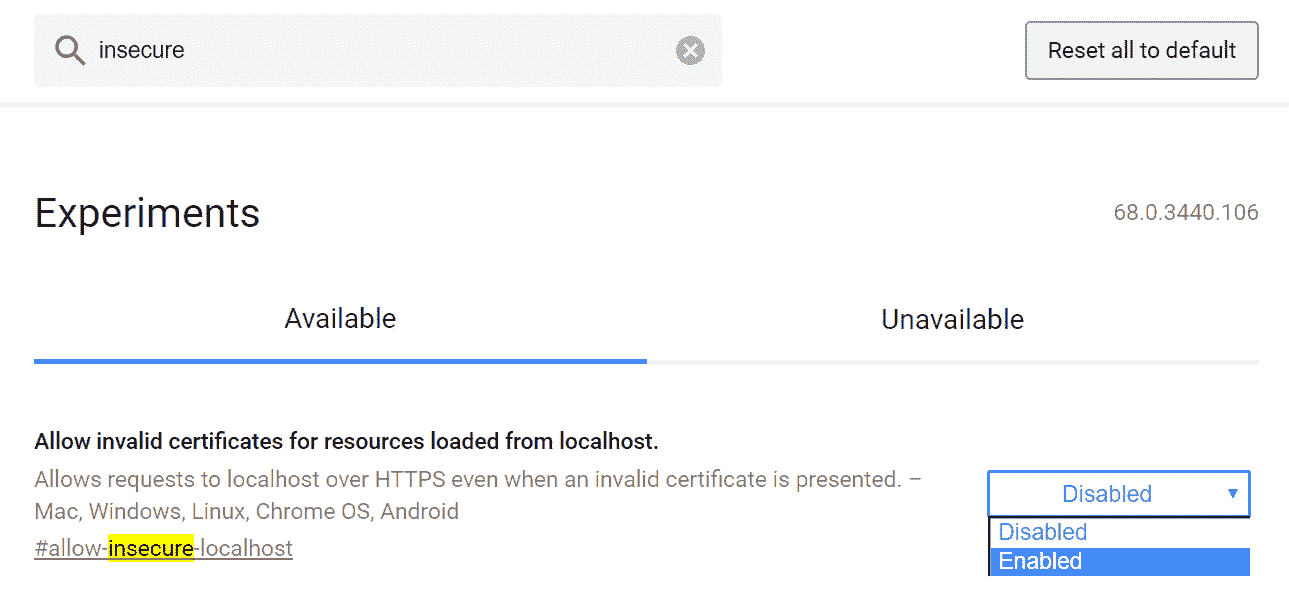 insecure
Reset all to default
Experiments
68.0.3440.106
Available
Unavailable
Allow invalid certificates for resources loaded from localhost.
Allows requests to localhost over HTTPS even when an invalid certificate is presented. –
Mac, Windows, Linux, Chrome OS, Android
#allow-insecure-localhost
Disabled
Disabled
Enabled